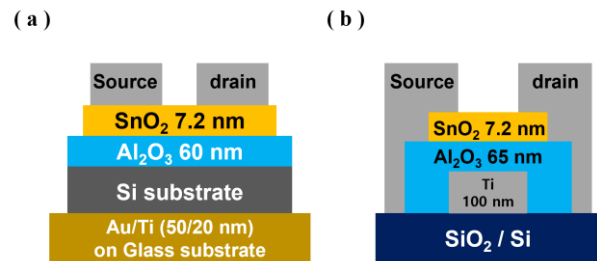 ( a )
( b )
Source
drain
SnO₂ 7.2 nm
Al₂O₃ 60 nm
Si substrate
Au/Ti (50/20 nm)
on Glass substrate
Source
drain
SnO₂ 7.2 nm
Al₂O₃ 65 nm
Ti
100 nm
SiO₂ / Si